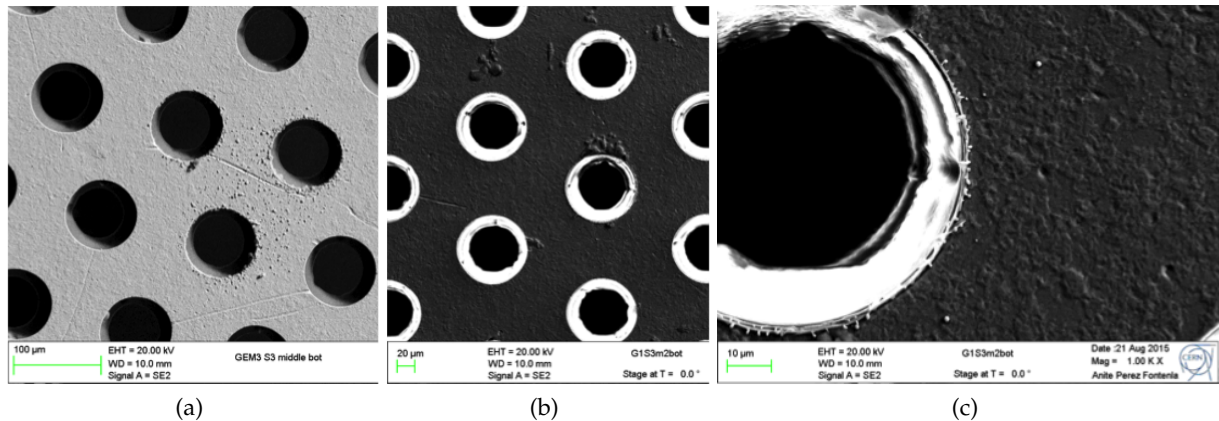 100 µm
EHT = 20.00 kV
WD = 10.0 mm
Signal A = SE2
GEM3 S3 middle bot
20 µm
EHT = 20.00 kV
WD = 10.0 mm
Signal A = SE2
G1S3m2bot
Stage at T = 0.0 °
10 µm
EHT = 20.00 kV
WD = 10.0 mm
Signal A = SE2
G1S3m2bot
Stage at T = 0.0 °
Date :21 Aug 2015
Mag = 1.00 K X
Anite Perez Fontenla
CERN
(a)
(b)
(c)